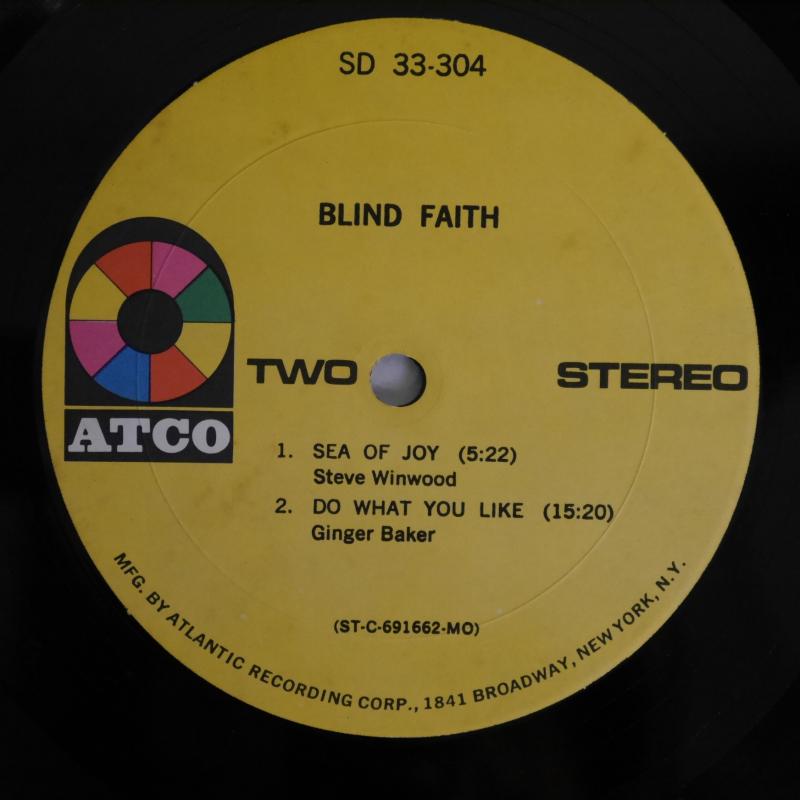 SD 33-304
BLIND FAITH
TWO
STEREO
ATCO
1. SEA OF JOY (5:22)
Steve Winwood
2. DO WHAT YOU LIKE (15:20)
Ginger Baker
(ST-C-691662-MO)
MFG. BY ATLANTIC RECORDING CORP., 1841 BROADWAY, NEW YORK, N.Y.